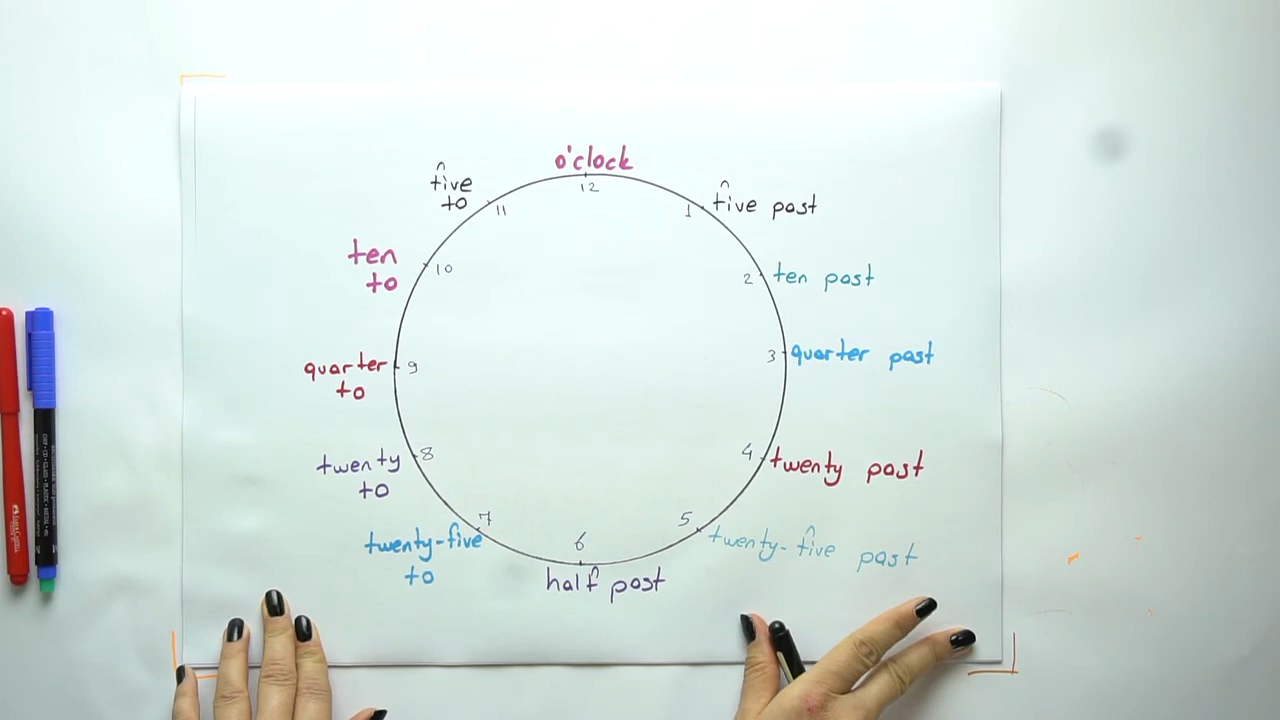 o'clock
12
five past
1
ten past
2
quarter past
3
twenty past
4
twenty-five past
5
half past
6
twenty-five
to
7
twenty
to
8
quarter
to
9
ten
to
10
five
to
11